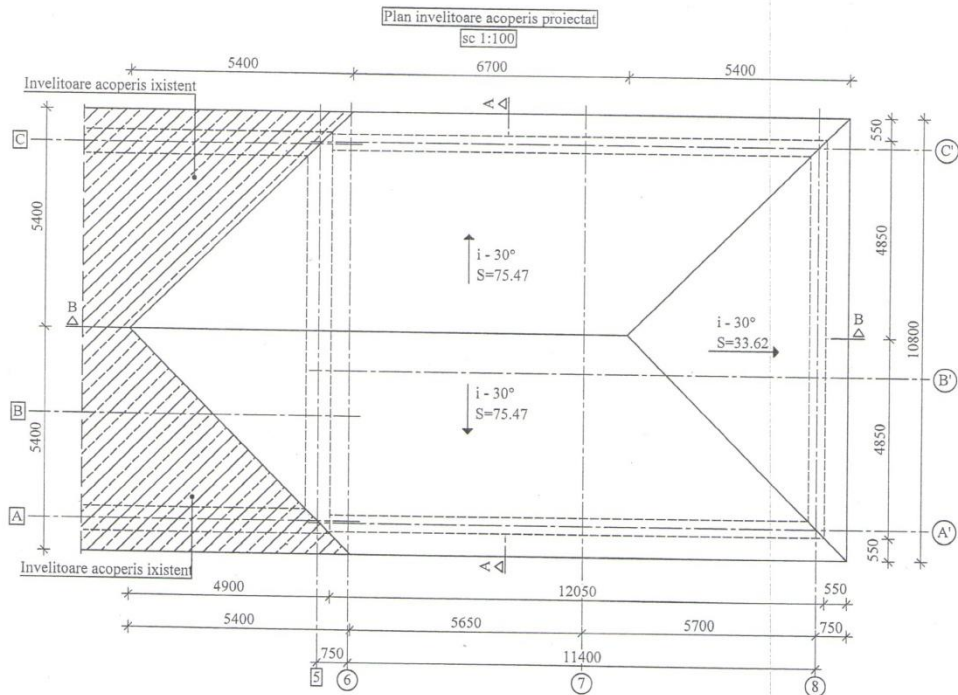 Plan invelitoare acoperis proiectat
sc 1:100
5400
6700
5400
Invelitoare acoperis ixistent
A
550
C
C'
5400
4850
i - 30°
S=75.47
B
i - 30°
S=33.62
B
10800
i - 30°
S=75.47
B'
B
5400
4850
A
A'
A
550
Invelitoare acoperis ixistent
4900
12050
550
5400
5650
5700
750
750
11400
5
6
7
8